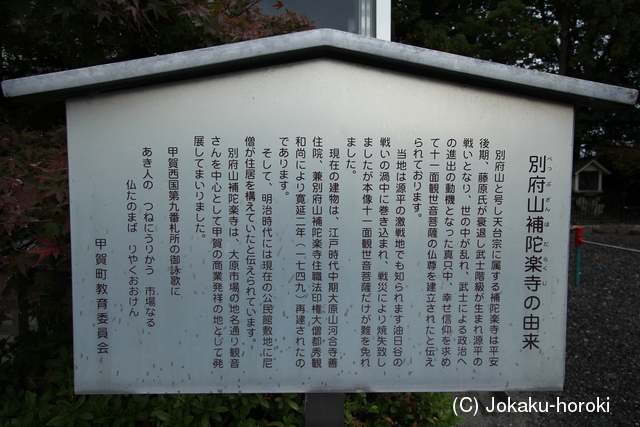 別府山補陀楽寺の由来
べっぷざんほだらくじ
別府山と号して天台宗に属する補陀楽寺は平安
後期、藤原氏が衰退し武士階級が生まれ源平の
戦いとなり、世の中が乱れ、武士による政治へ
の進出の動機となった真只中、幸せ信仰を求め
て十一面観世音菩薩の仏尊を建立されたと伝え
られております。
当地は源平の激戦地でも知られます油日谷の
戦いの渦中に巻き込まれ、戦災により焼失致し
ましたが本像十一面観世音菩薩だけが難を免れ
ました。
現在の建物は、江戸時代中期大原山河合寺善
住院、兼別府山補陀楽寺住職法印権大僧都秀観
和尚により寛延二年(一七四九)再建されたの
であります。
そして、明治時代には現在の公民館敷地に尼
僧が住居を構えていたと伝えられています。
別府山補陀楽寺は、大原市場の地名通り観音
さんを中心として甲賀の商業発祥の地として発
展してまいりました。
甲賀西国第九番札所の御詠歌に
あき人の つねにうりかう 市場なる
仏たのまば りやくおおけん
甲賀町教育委員会
(C) Jokaku-horoki